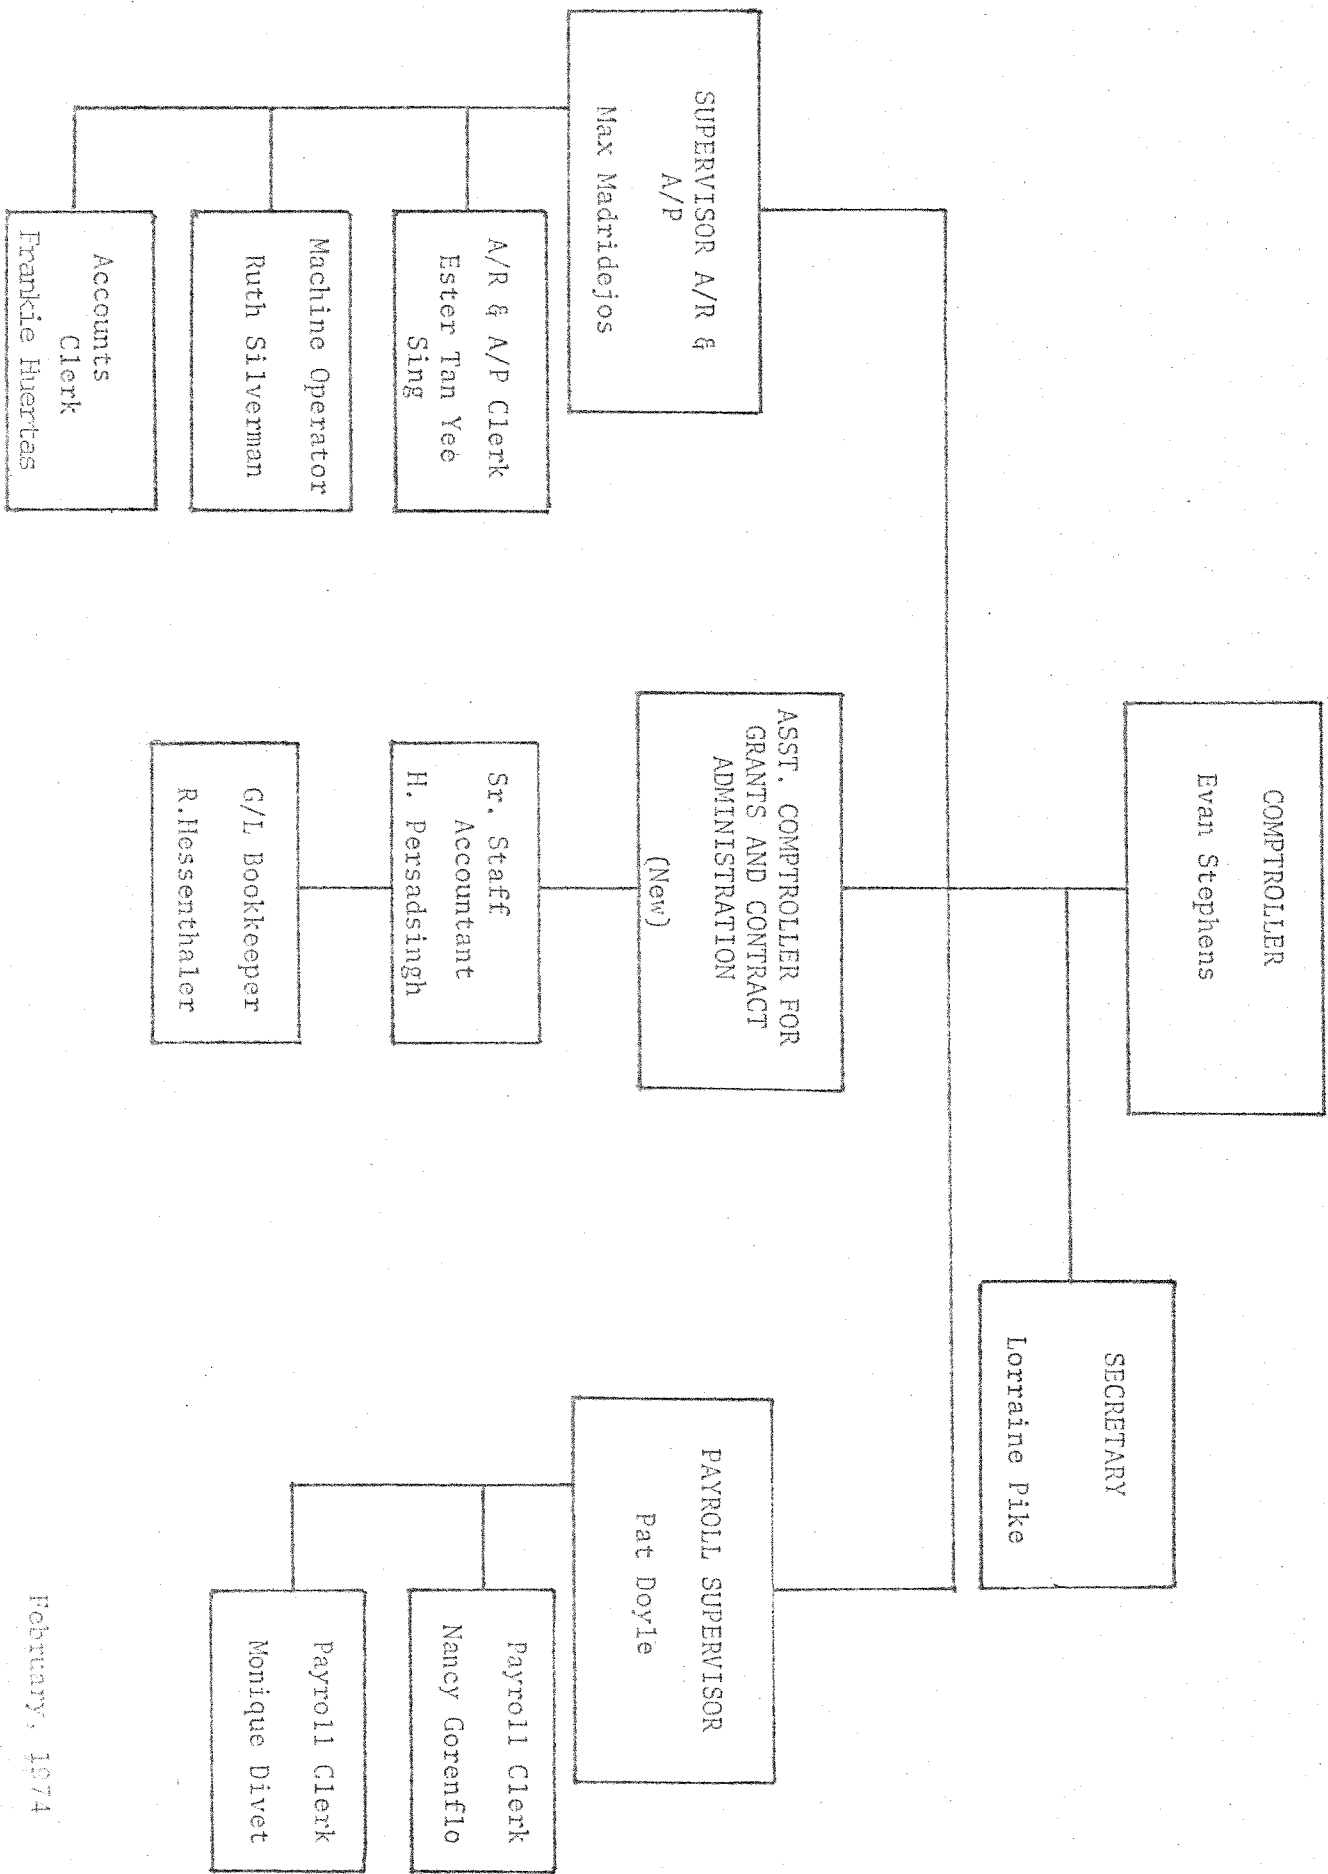 COMPTROLLER
Evan Stephens
SECRETARY
Lorraine Pike
SUPERVISOR A/R &
A/P
Max Madridejos
A/R & A/P Clerk
Ester Tan Yee
Sing
Machine Operator
Ruth Silverman
Accounts
Clerk
Frankie Huertas
ASST. COMPTROLLER FOR
GRANTS AND CONTRACT
ADMINISTRATION
(New)
Sr. Staff
Accountant
H. Persadsingh
G/L Bookkeeper
R.Hessenthaler
PAYROLL SUPERVISOR
Pat Doyle
Payroll Clerk
Nancy Gorenflo
Payroll Clerk
Monique Divet
February, 1974